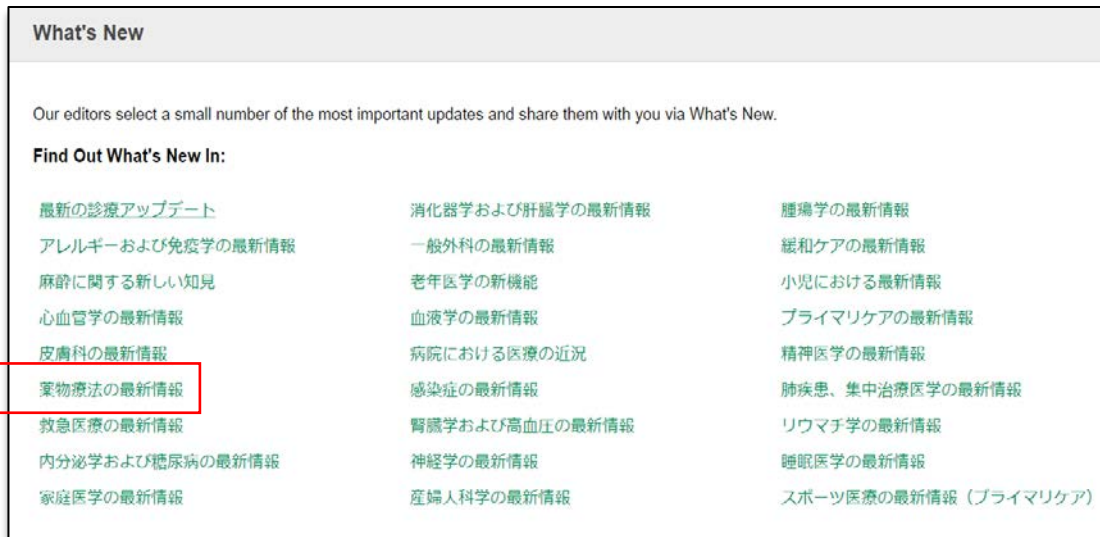 What's New
Our editors select a small number of the most important updates and share them with you via What's New.
Find Out What's New In:
最新の診療アップデート
アレルギーおよび免疫学の最新情報
麻酔に関する新しい知見
心血管学の最新情報
皮膚科の最新情報
薬物療法の最新情報
救急医療の最新情報
内分泌学および糖尿病の最新情報
家庭医学の最新情報
消化器学および肝臓学の最新情報
一般外科の最新情報
老年医学の新機能
血液学の最新情報
病院における医療の近況
感染症の最新情報
腎臓学および高血圧の最新情報
神経学の最新情報
産婦人科学の最新情報
腫瘍学の最新情報
緩和ケアの最新情報
小児における最新情報
プライマリケアの最新情報
精神医学の最新情報
肺疾患、集中治療医学の最新情報
リウマチ学の最新情報
睡眠医学の最新情報
スポーツ医療の最新情報（プライマリケア）